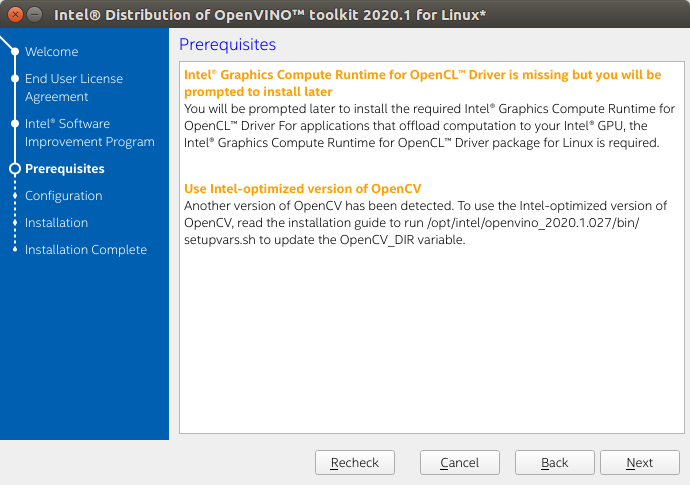 Intel® Distribution of OpenVINO™ toolkit 2020.1 for Linux*
Welcome
End User License
Agreement
Intel® Software
Improvement Program
Prerequisites
Configuration
Installation
Installation Complete
Prerequisites
Intel® Graphics Compute Runtime for OpenCL™ Driver is missing but you will be
prompted to install later
You will be prompted later to install the required Intel® Graphics Compute Runtime for
OpenCL™ Driver For applications that offload computation to your Intel® GPU, the
Intel® Graphics Compute Runtime for OpenCL™ Driver package for Linux is required.
Use Intel-optimized version of OpenCV
Another version of OpenCV has been detected. To use the Intel-optimized version of
OpenCV, read the installation guide to run /opt/intel/openvino_2020.1.027/bin/
setupvars.sh to update the OpenCV_DIR variable.
Recheck
Cancel
Back
Next